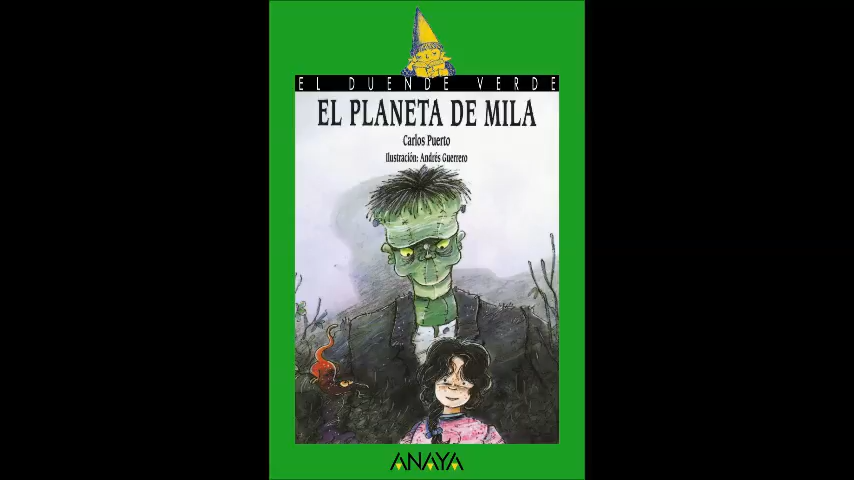 EL DUENDE VERDE
EL PLANETA DE MILA
Carlos Puerto
Ilustración: Andrés Guerrero
ANAYA